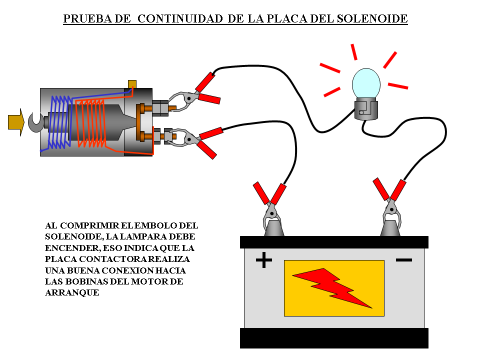 PRUEBA DE CONTINUIDAD DE LA PLACA DEL SOLENOIDE
AL COMPRIMIR EL EMBOLO DEL
SOLENOIDE, LA LAMPARA DEBE
ENCENDER, ESO INDICA QUE LA
PLACA CONTACTORA REALIZA
UNA BUENA CONEXION HACIA
LAS BOBINAS DEL MOTOR DE
ARRANQUE
+ −